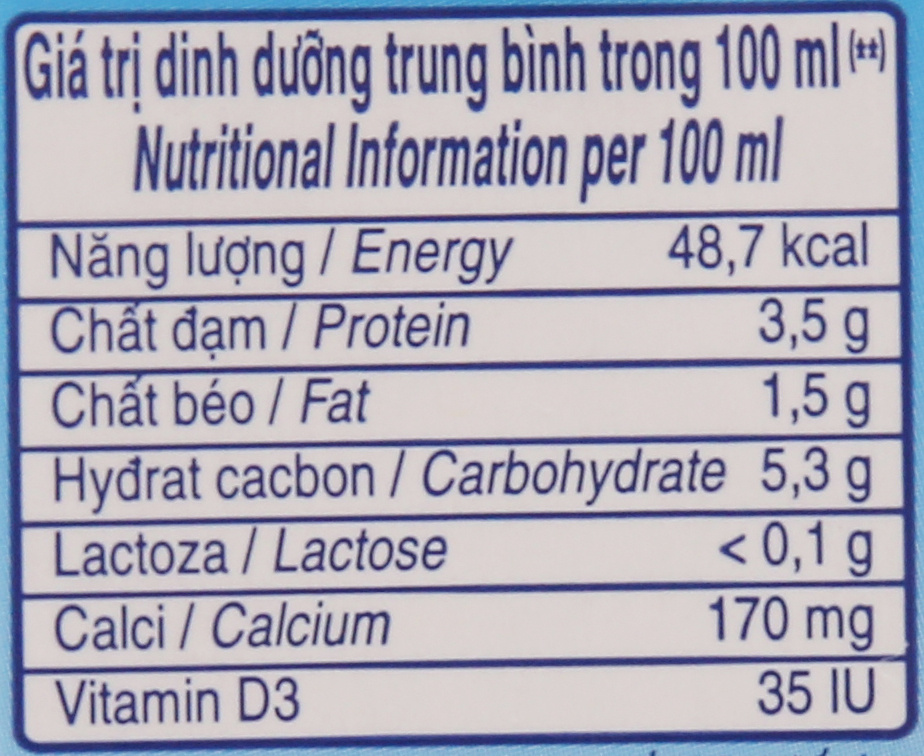 Giá trị dinh dưỡng trung bình trong 100 ml (**)
Nutritional Information per 100 ml
Năng lượng / Energy 48,7 kcal
Chất đạm / Protein 3,5 g
Chất béo / Fat 1,5 g
Hyđrat cacbon / Carbohydrate 5,3 g
Lactoza / Lactose < 0,1 g
Calci / Calcium 170 mg
Vitamin D3 35 IU